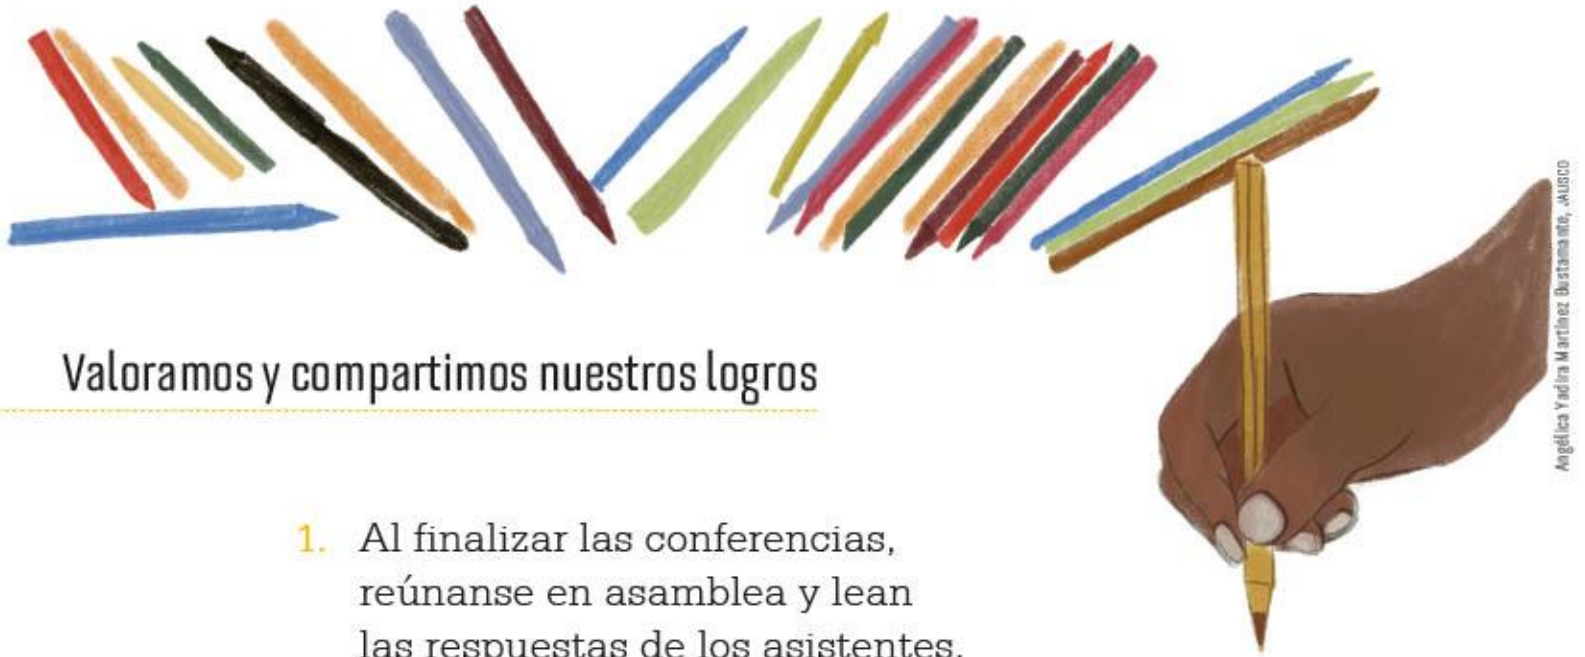 Valoramos y compartimos nuestros logros
1. Al finalizar las conferencias,
reúnanse en asamblea y lean
las respuestas de los asistentes.
Angélica Yadira Martínez Bustamante, JALISCO